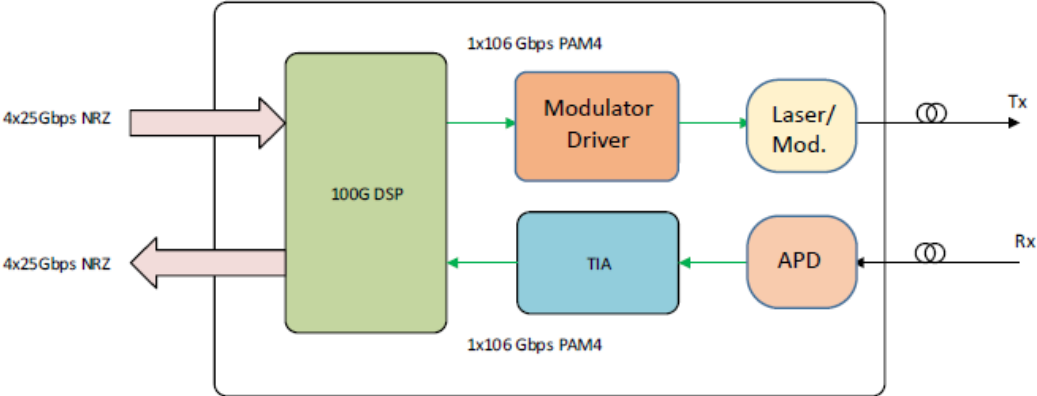 1x106 Gbps PAM4
4x25Gbps NRZ
Modulator
Driver
Laser/
Mod.
Tx
100G DSP
4x25Gbps NRZ
TIA
APD
Rx
1x106 Gbps PAM4